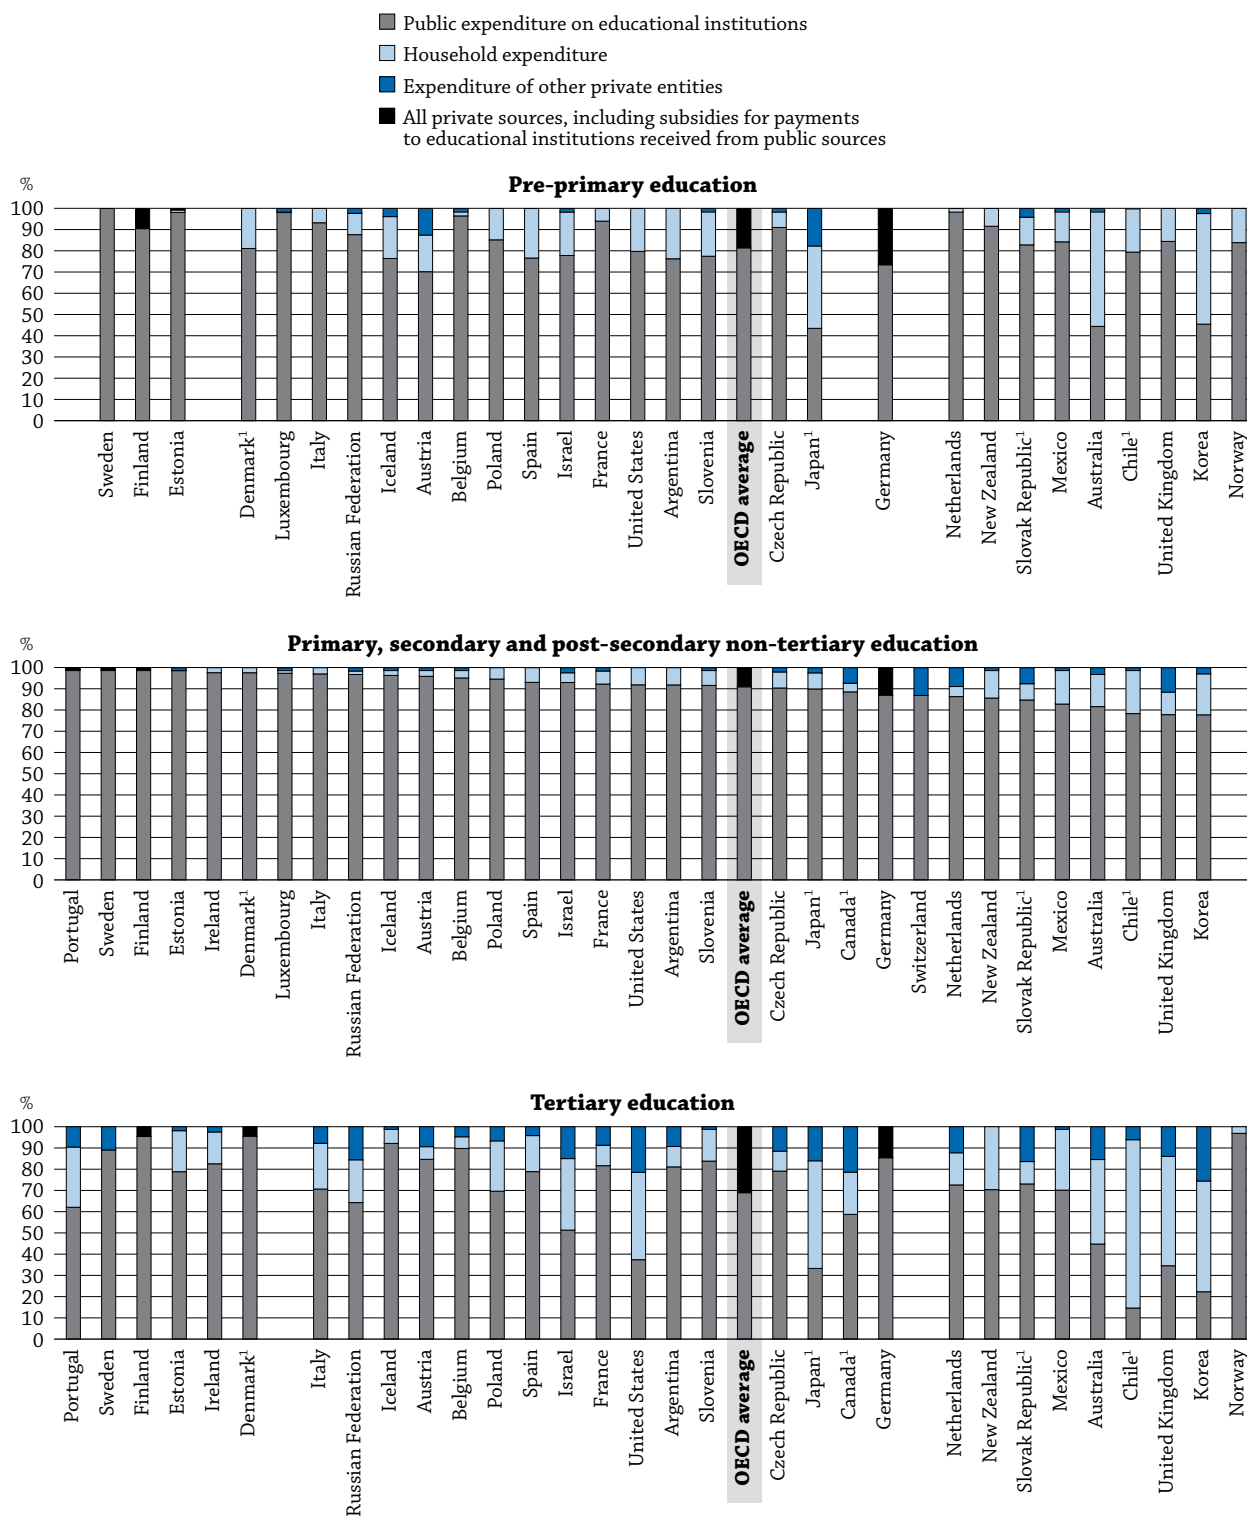 Public expenditure on educational institutions
Household expenditure
Expenditure of other private entities
All private sources, including subsidies for payments
to educational institutions received from public sources
%
Pre-primary education
100
90
80
70
60
50
40
30
20
10
0
Sweden
Finland
Estonia
Denmark¹
Luxembourg
Italy
Russian Federation
Iceland
Austria
Belgium
Poland
Spain
Israel
France
United States
Argentina
Slovenia
OECD average
Czech Republic
Japan¹
Germany
Netherlands
New Zealand
Slovak Republic¹
Mexico
Australia
Chile¹
United Kingdom
Korea
Norway
%
Primary, secondary and post-secondary non-tertiary education
100
90
80
70
60
50
40
30
20
10
0
Portugal
Sweden
Finland
Estonia
Ireland
Denmark¹
Luxembourg
Italy
Russian Federation
Iceland
Austria
Belgium
Poland
Spain
Israel
France
United States
Argentina
Slovenia
OECD average
Czech Republic
Japan¹
Canada¹
Germany
Switzerland
Netherlands
New Zealand
Slovak Republic¹
Mexico
Australia
Chile¹
United Kingdom
Korea
%
Tertiary education
100
90
80
70
60
50
40
30
20
10
0
Portugal
Sweden
Finland
Estonia
Ireland
Denmark¹
Italy
Russian Federation
Iceland
Austria
Belgium
Poland
Spain
Israel
France
United States
Argentina
Slovenia
OECD average
Czech Republic
Japan¹
Canada¹
Germany
Netherlands
New Zealand
Slovak Republic¹
Mexico
Australia
Chile¹
United Kingdom
Korea
Norway